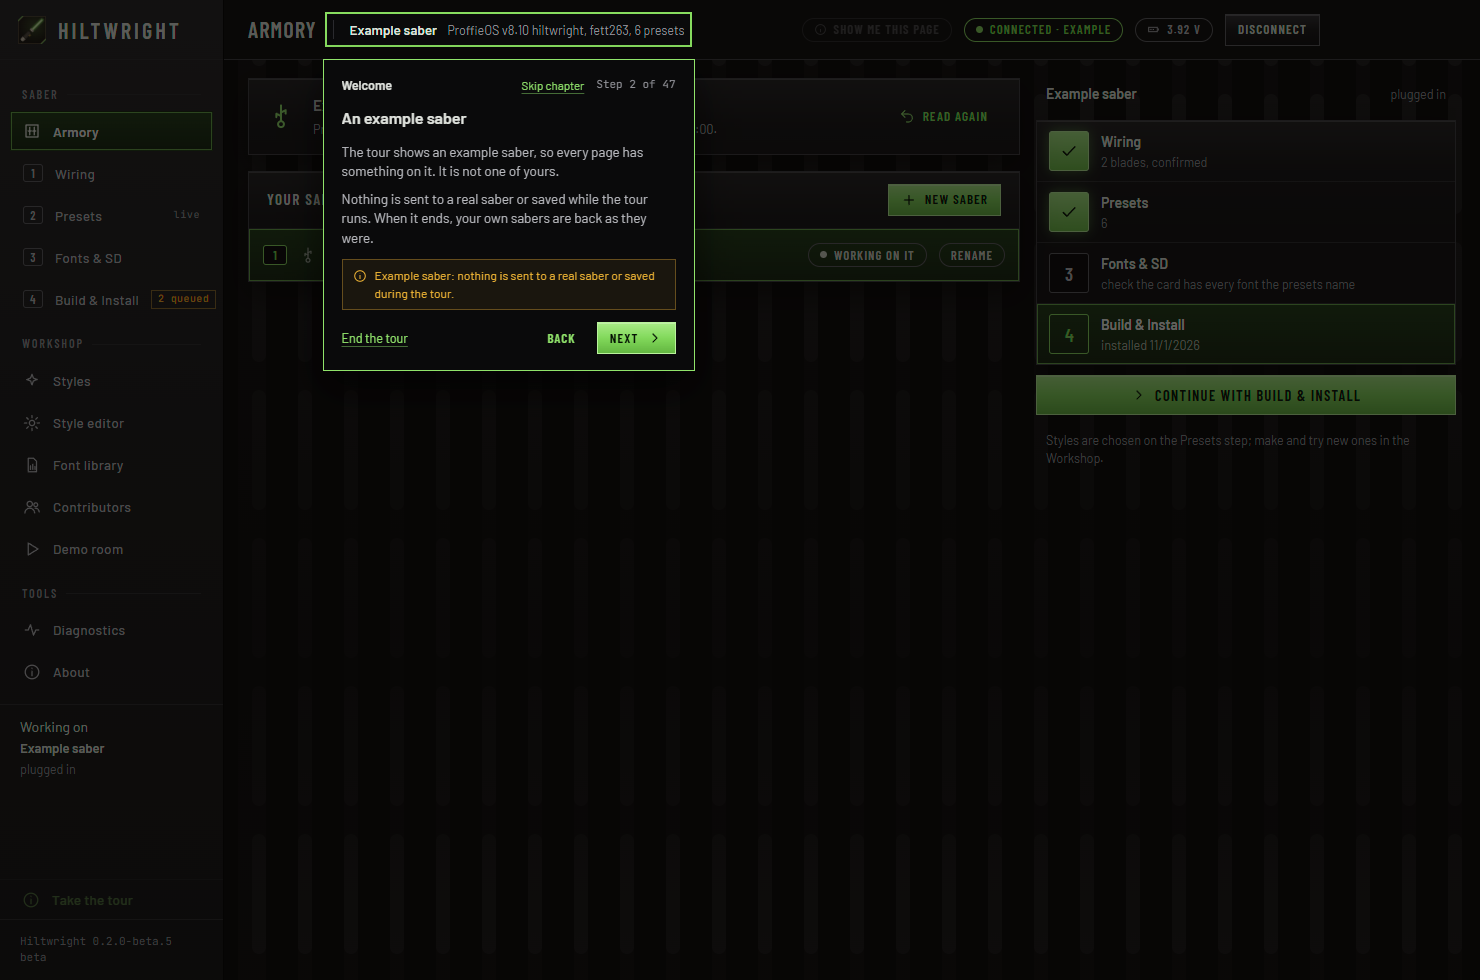 HILTWRIGHT
SABER
Armory
1 Wiring
2 Presets live
3 Fonts & SD
4 Build & Install 2 queued
WORKSHOP
Styles
Style editor
Font library
Contributors
Demo room
TOOLS
Diagnostics
About
Working on
Example saber
plugged in
Take the tour
Hiltwright 0.2.0-beta.5
beta
ARMORY Example saber ProffieOS v8.10 hiltwright, fett263, 6 presets
SHOW ME THIS PAGE CONNECTED · EXAMPLE 3.92 V DISCONNECT
:00.
READ AGAIN
YOUR SA
NEW SABER
1 WORKING ON IT RENAME
Welcome Skip chapter Step 2 of 47
An example saber
The tour shows an example saber, so every page has
something on it. It is not one of yours.
Nothing is sent to a real saber or saved while the tour
runs. When it ends, your own sabers are back as they
were.
Example saber: nothing is sent to a real saber or saved
during the tour.
End the tour BACK NEXT
Example saber plugged in
Wiring
2 blades, confirmed
Presets
6
3 Fonts & SD
check the card has every font the presets name
4 Build & Install
installed 11/1/2026
CONTINUE WITH BUILD & INSTALL
Styles are chosen on the Presets step; make and try new ones in the
Workshop.